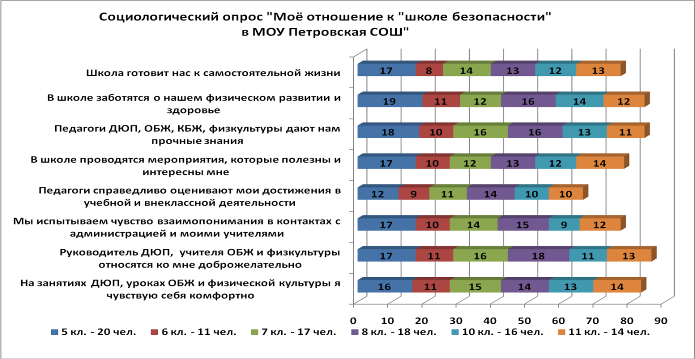 Социологический опрос "Моё отношение к "школе безопасности"
в МОУ Петровская СОШ"
Школа готовит нас к самостоятельной жизни
17 8 14 13 12 13
В школе заботятся о нашем физическом развитии и
здоровье
19 11 12 16 14 12
Педагоги ДЮП, ОБЖ, КБЖ, физкультуры дают нам
прочные знания
18 10 16 16 13 11
В школе проводятся мероприятия, которые полезны и
интересны мне
17 10 12 13 12 14
Педагоги справедливо оценивают мои достижения в
учебной и внеклассной деятельности
12 9 11 14 10 10
Мы испытываем чувство взаимопонимания в контактах с
администрацией и моими учителями
17 10 14 15 9 12
Руководитель ДЮП, учителя ОБЖ и физкультуры
относятся ко мне доброжелательно
17 11 16 18 11 13
На занятиях ДЮП, уроках ОБЖ и физической культуры я
чувствую себя комфортно
16 11 15 14 13 14
0 10 20 30 40 50 60 70 80 90
5 кл. - 20 чел. 6 кл. - 11 чел. 7 кл. - 17 чел. 8 кл. - 18 чел. 10 кл. - 16 чел. 11 кл. - 14 чел.